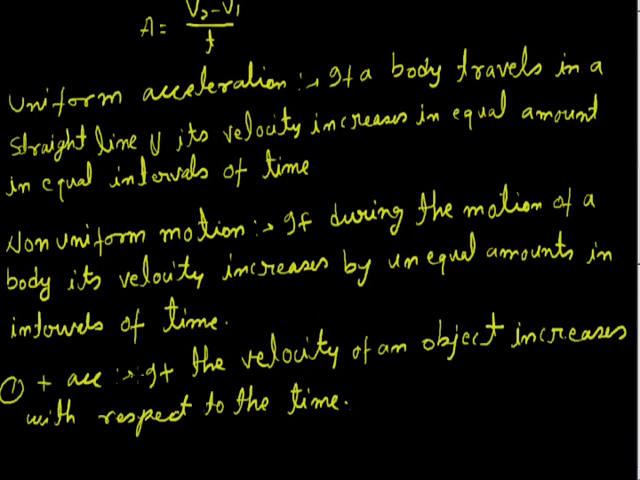 A = V₂ - V₁ / t
Uniform acceleration :→ If a body travels in a
straight line & its velocity increases in equal amount
in equal intervals of time
Non uniform motion :→ If during the motion of a
body its velocity increases by unequal amounts in
intowels of time.
① + acc :→ If the velocity of an object increases
with respect to the time.